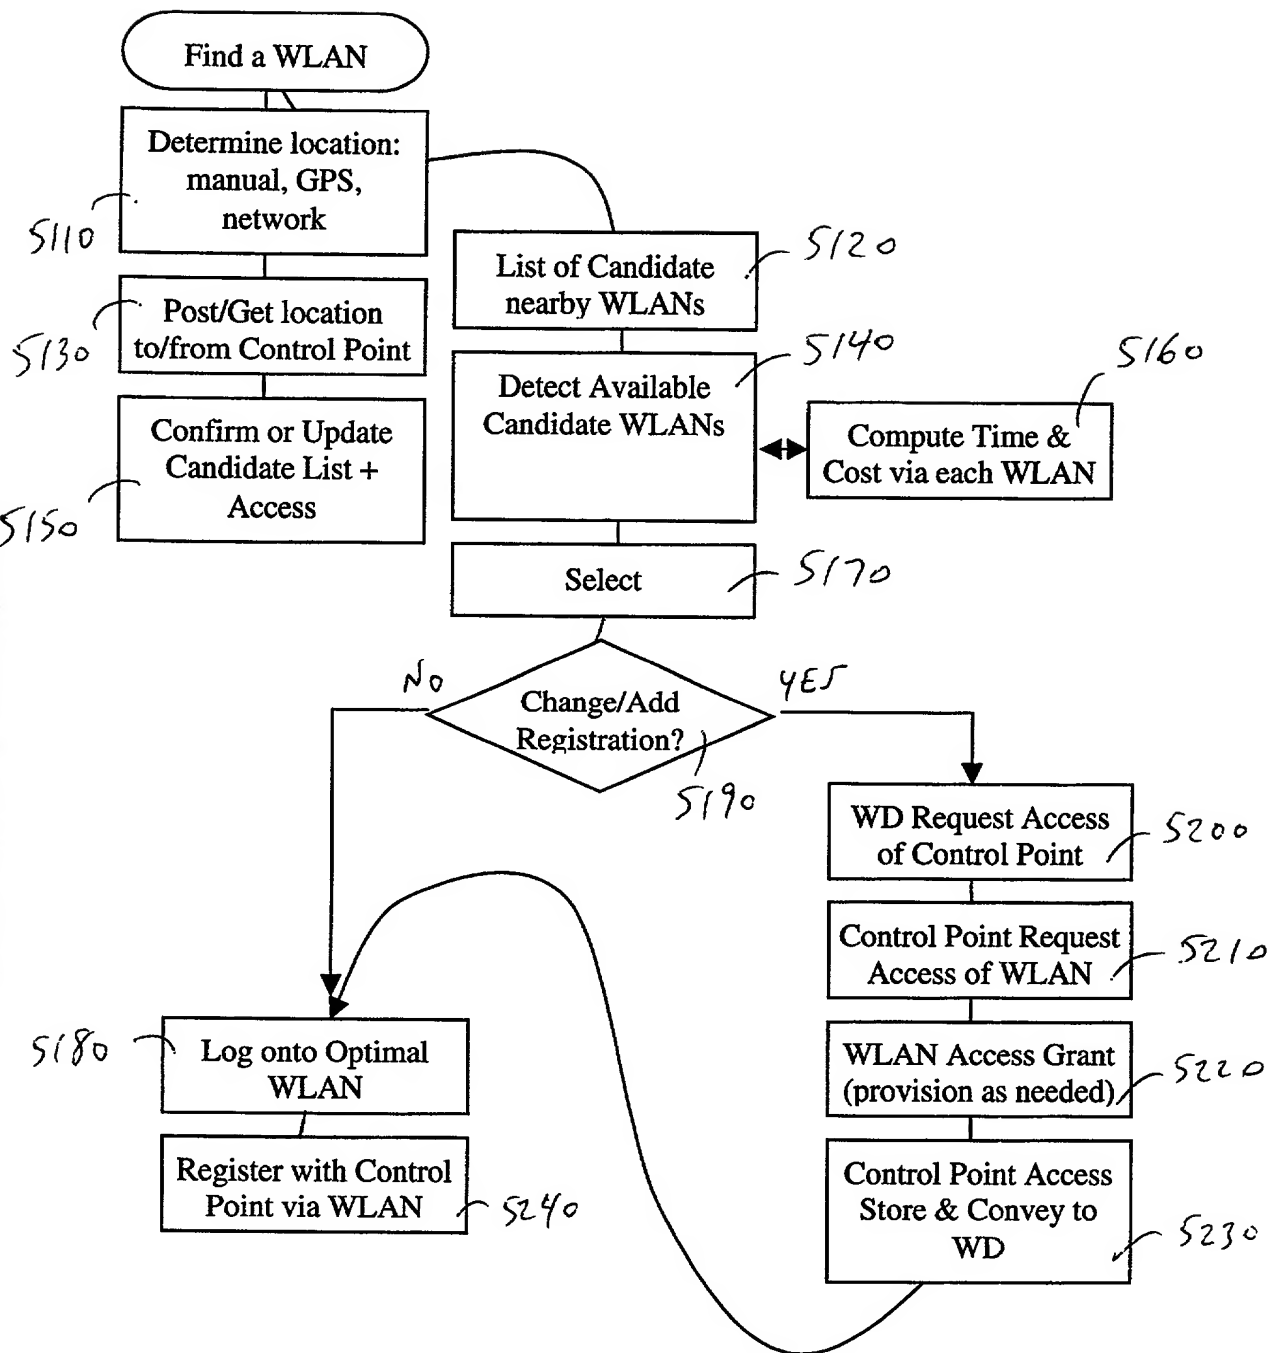 Find a WLAN
Determine location:
manual, GPS,
network
5110
List of Candidate
nearby WLANs
5120
Post/Get location
to/from Control Point
5130
Detect Available
Candidate WLANs
5140
5160
Compute Time &
Cost via each WLAN
Confirm or Update
Candidate List +
Access
5150
Select
5170
NO
YES
Change/Add
Registration?
5190
WD Request Access
of Control Point
5200
Control Point Request
Access of WLAN
5210
5180
Log onto Optimal
WLAN
WLAN Access Grant
(provision as needed)
5220
Register with Control
Point via WLAN
5240
Control Point Access
Store & Convey to
WD
5230